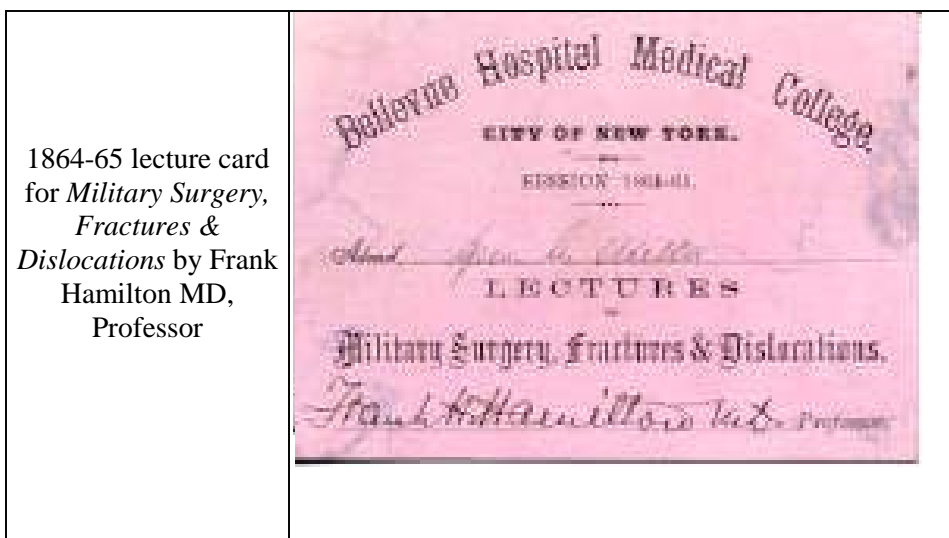 1864-65 lecture card
for Military Surgery,
Fractures &
Dislocations by Frank
Hamilton MD,
Professor
Bellevue Hospital Medical College,
CITY OF NEW YORK.
SESSION 1864-65.
Admit
LECTURES
Military Surgery, Fractures & Dislocations.
Frank H. Hamilton M.D. Professor